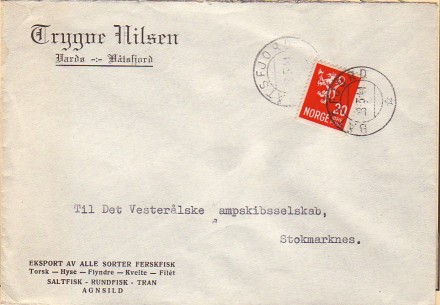 Trygve Nilsen
Vardø -:- Båtsfjord
BÅTSFJORD
NORGE
20
Til Det Vesterålske ampskibsselskab,
Stokmarknes.
EKSPORT AV ALLE SORTER FERSKFISK
Torsk — Hyse — Flyndre — Kveite — Filét
SALTFISK - RUNDFISK - TRAN
AGNSILD